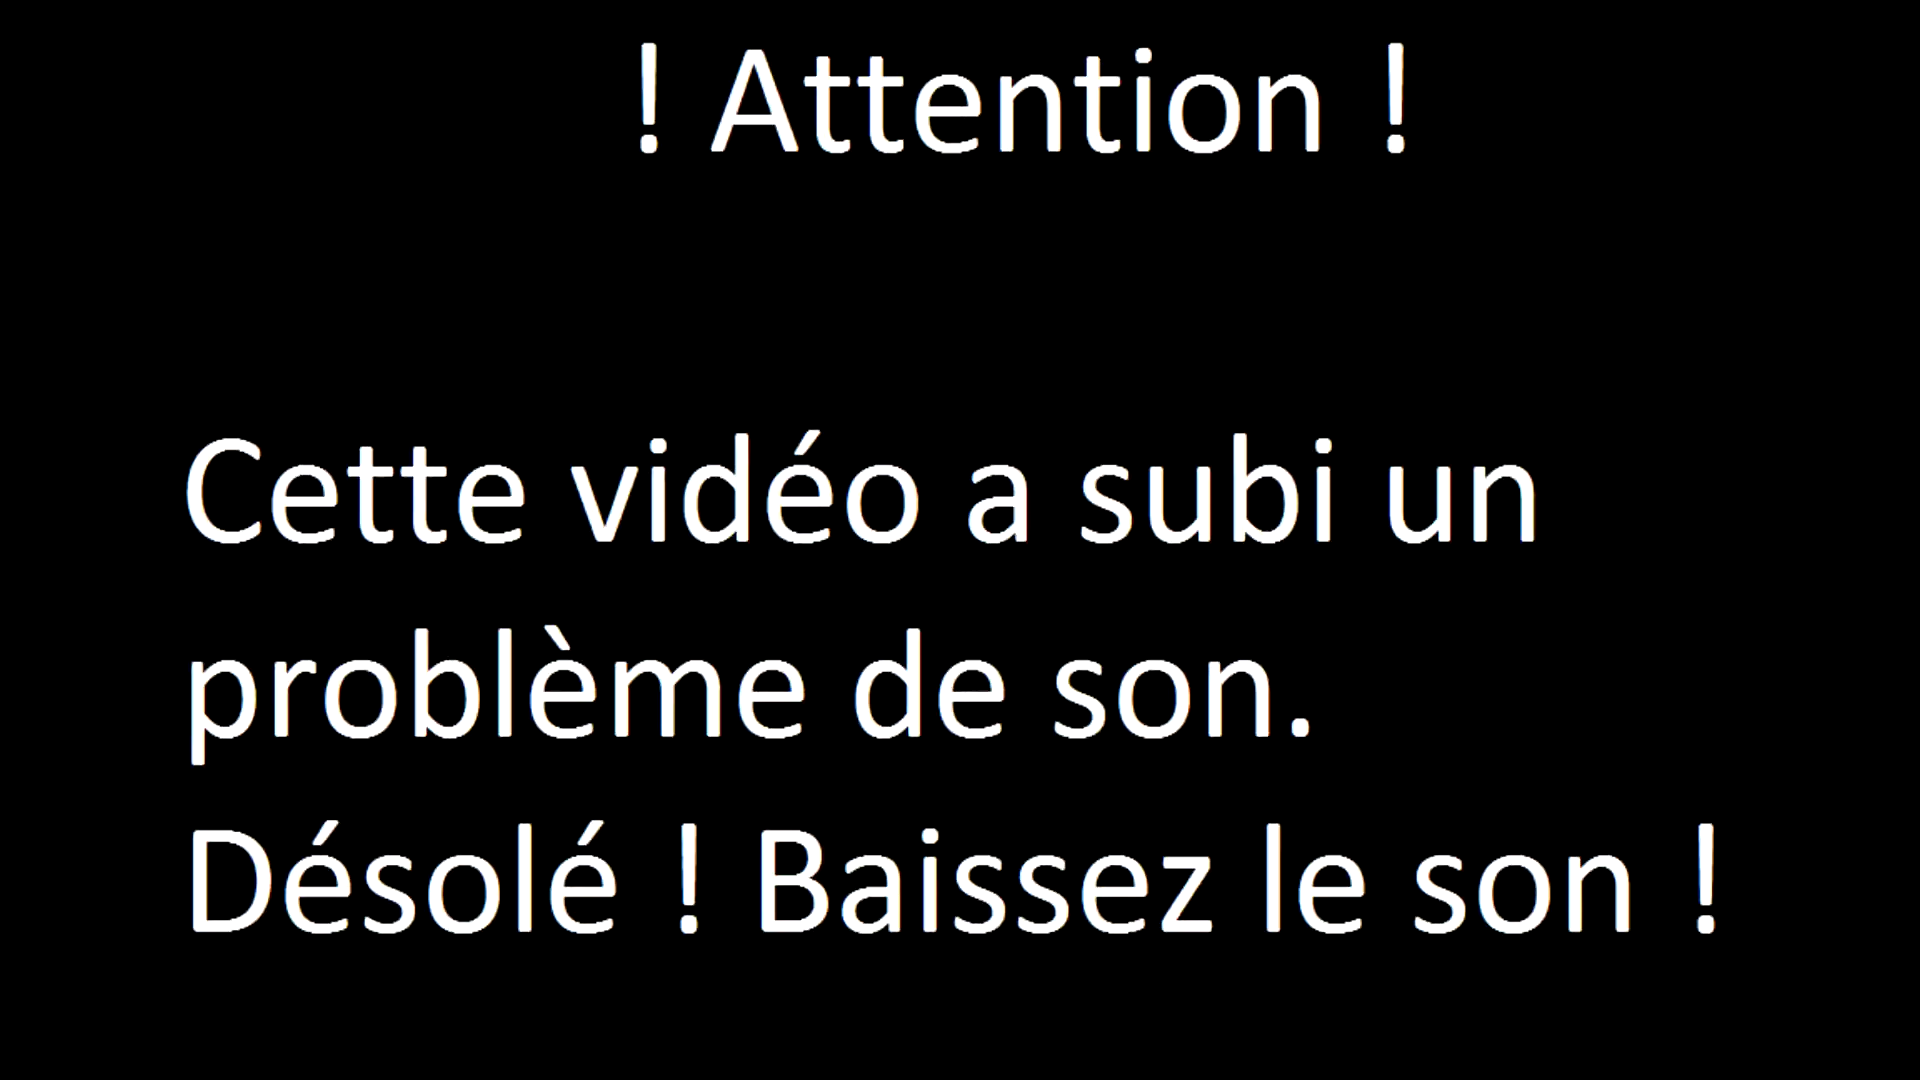 ! Attention !
Cette vidéo a subi un
problème de son.
Désolé ! Baissez le son !